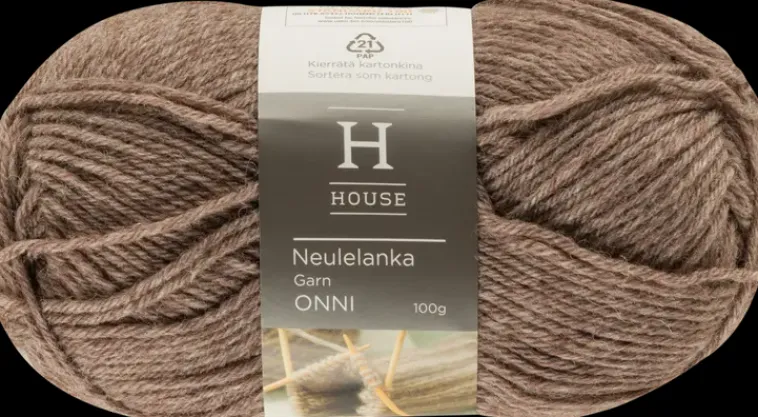 21
PAP
Kierrätä kartonkina
Sortera som kartong
H
HOUSE
Neulelanka
Garn
ONNI 100g